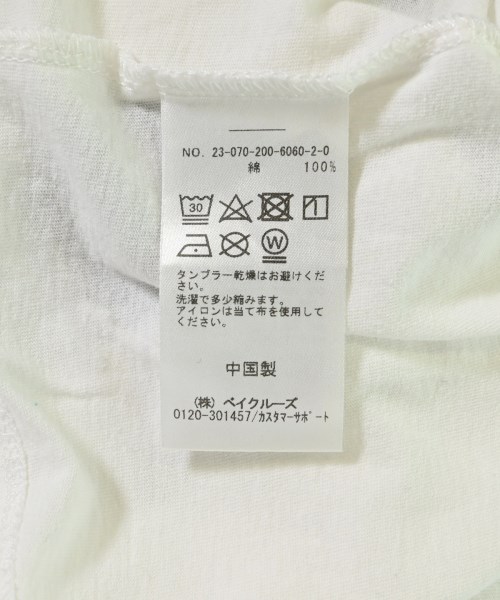 NO. 23-070-200-6060-2-0
綿 100%
30
W
タンブラー乾燥はお避けくだ
さい。
洗濯で多少縮みます。
アイロンは当て布を使用して
ください。
中国製
(株) ベイクルーズ
0120-301457/カスタマーサポート